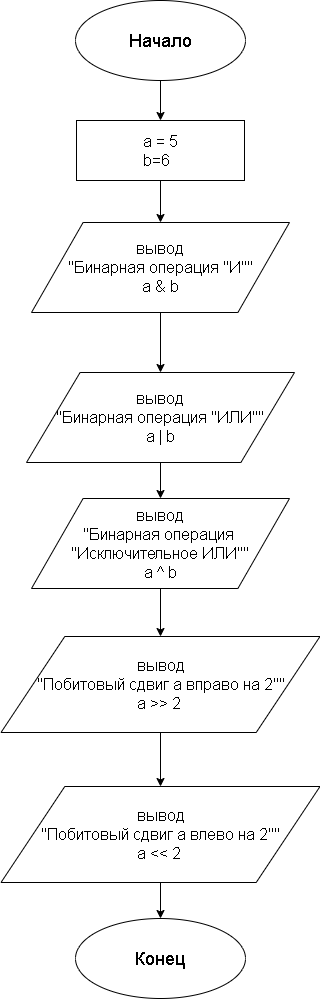 Начало
a = 5
b=6
вывод
"Бинарная операция "И""
a & b
вывод
"Бинарная операция "ИЛИ""
a | b
вывод
"Бинарная операция
"Исключительное ИЛИ""
a ^ b
вывод
"Побитовый сдвиг а вправо на 2""
a >> 2
вывод
"Побитовый сдвиг а влево на 2""
a << 2
Конец